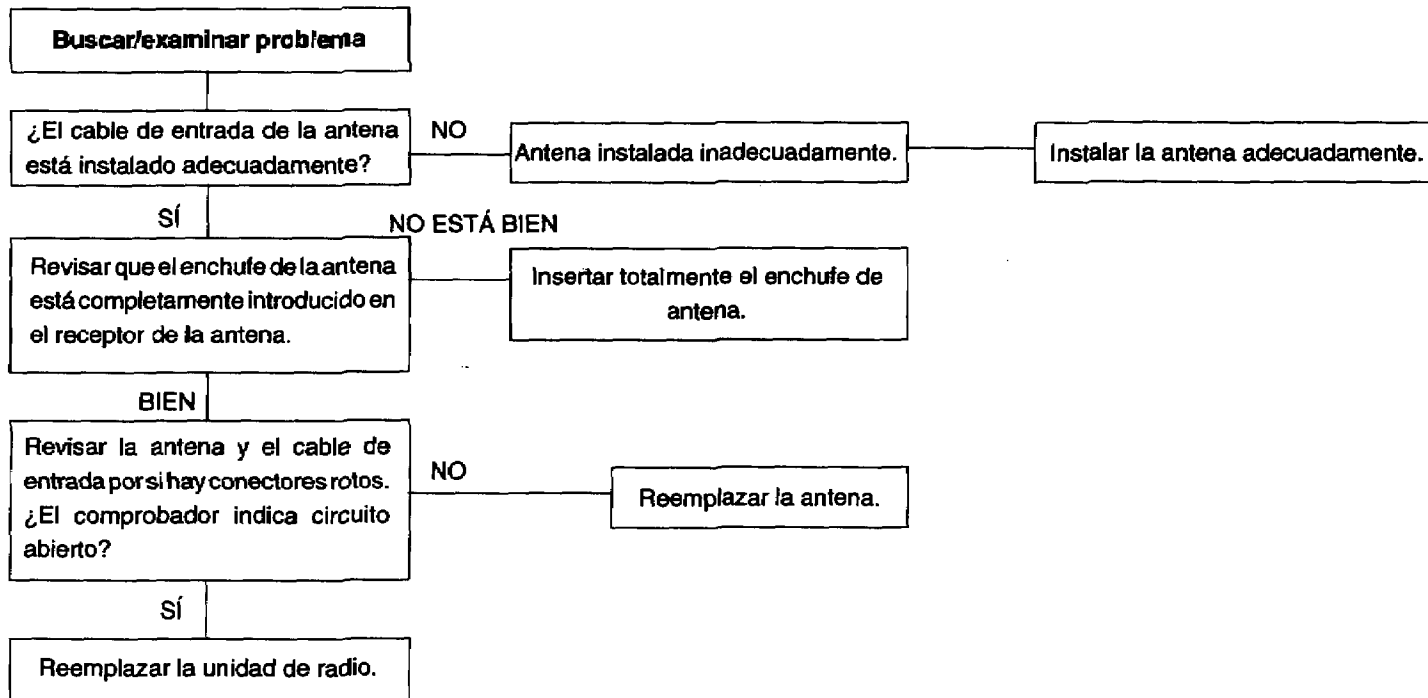 Buscar/examinar problema
¿El cable de entrada de la antena
está instalado adecuadamente?
NO
Antena instalada inadecuadamente.
Instalar la antena adecuadamente.
SÍ
NO ESTÁ BIEN
Revisar que el enchufe de la antena
está completamente introducido en
el receptor de la antena.
Insertar totalmente el enchufe de
antena.
BIEN
Revisar la antena y el cable de
entrada por si hay conectores rotos.
¿El comprobador indica circuito
abierto?
NO
Reemplazar la antena.
SÍ
Reemplazar la unidad de radio.